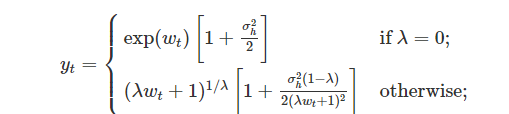 y_t = { exp(w_t) [1 + σ_h^2 / 2] if λ = 0;
(λw_t + 1)^{1/λ} [1 + σ_h^2(1−λ) / 2(λw_t+1)^2] otherwise;